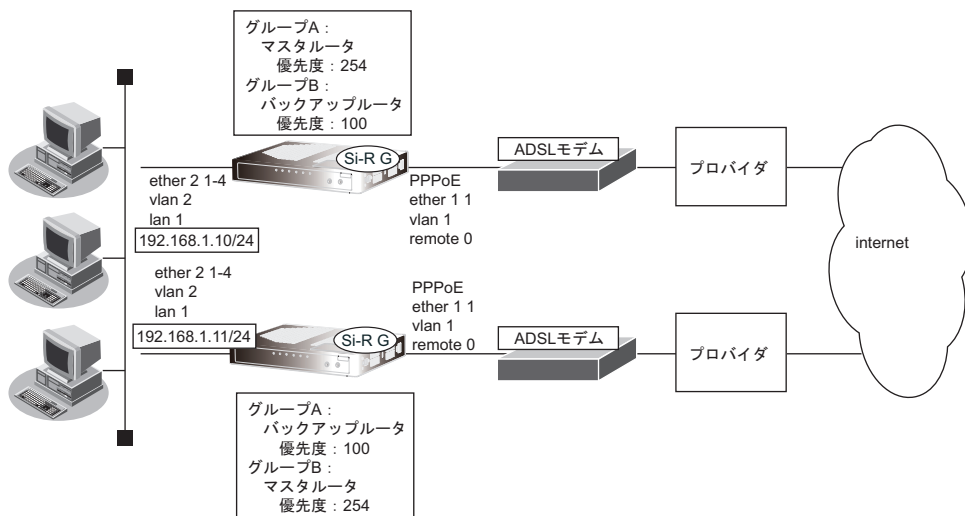 グループA：
マスタルータ
優先度：254
グループB：
バックアップルータ
優先度：100
Si-R G
ether 2 1-4
vlan 2
lan 1
192.168.1.10/24
PPPoE
ether 1 1
vlan 1
remote 0
ADSLモデム
プロバイダ
internet
ether 2 1-4
vlan 2
lan 1
192.168.1.11/24
Si-R G
PPPoE
ether 1 1
vlan 1
remote 0
ADSLモデム
プロバイダ
グループA：
バックアップルータ
優先度：100
グループB：
マスタルータ
優先度：254